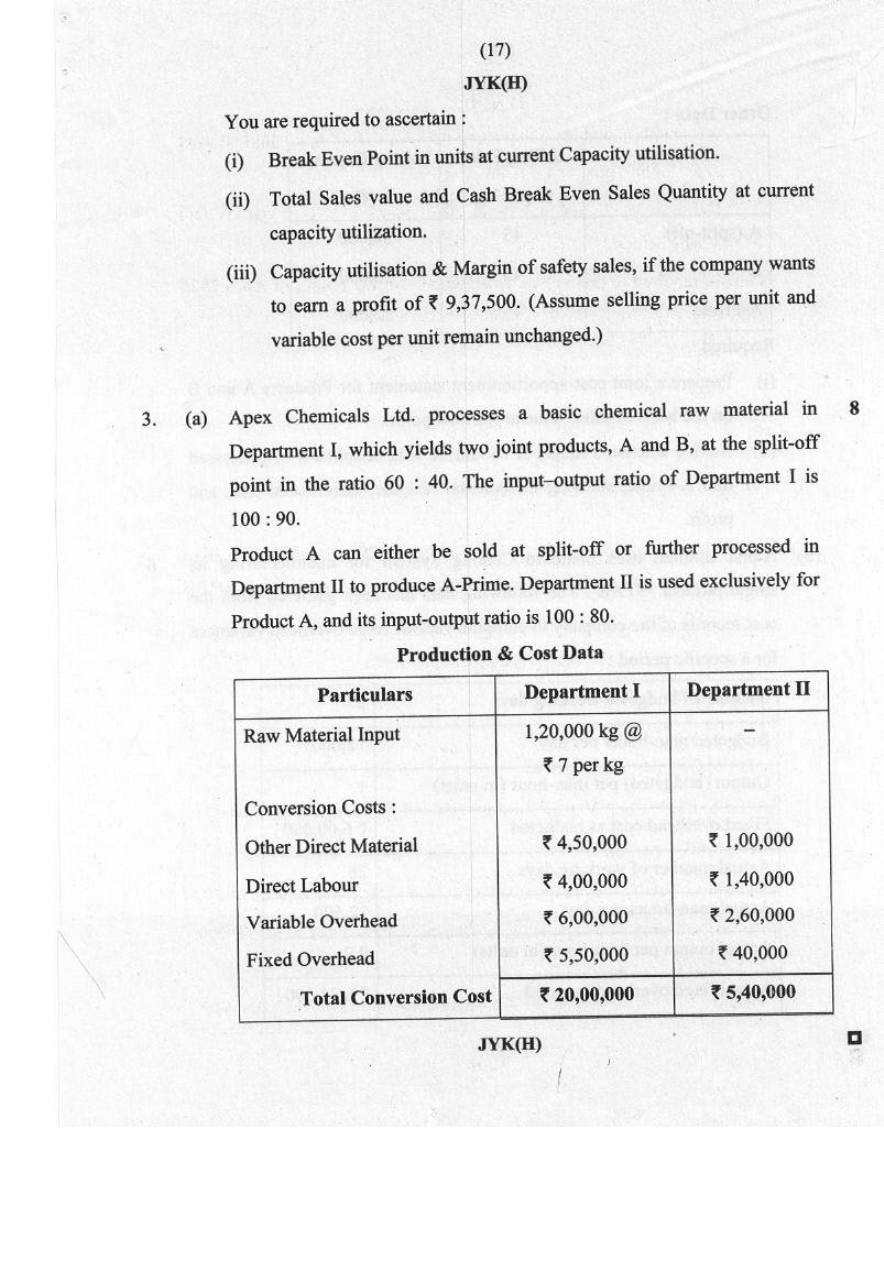 (17)
JYK(H)
You are required to ascertain :
(i) Break Even Point in units at current Capacity utilisation.
(ii) Total Sales value and Cash Break Even Sales Quantity at current
capacity utilization.
(iii) Capacity utilisation & Margin of safety sales, if the company wants
to earn a profit of ₹ 9,37,500. (Assume selling price per unit and
variable cost per unit remain unchanged.)
3. (a) Apex Chemicals Ltd. processes a basic chemical raw material in 8
Department I, which yields two joint products, A and B, at the split-off
point in the ratio 60 : 40. The input–output ratio of Department I is
100 : 90.
Product A can either be sold at split-off or further processed in
Department II to produce A-Prime. Department II is used exclusively for
Product A, and its input-output ratio is 100 : 80.
Production & Cost Data
Particulars Department I Department II
Raw Material Input 1,20,000 kg @ –
₹ 7 per kg
Conversion Costs :
Other Direct Material ₹ 4,50,000 ₹ 1,00,000
Direct Labour ₹ 4,00,000 ₹ 1,40,000
Variable Overhead ₹ 6,00,000 ₹ 2,60,000
Fixed Overhead ₹ 5,50,000 ₹ 40,000
Total Conversion Cost ₹ 20,00,000 ₹ 5,40,000
JYK(H)